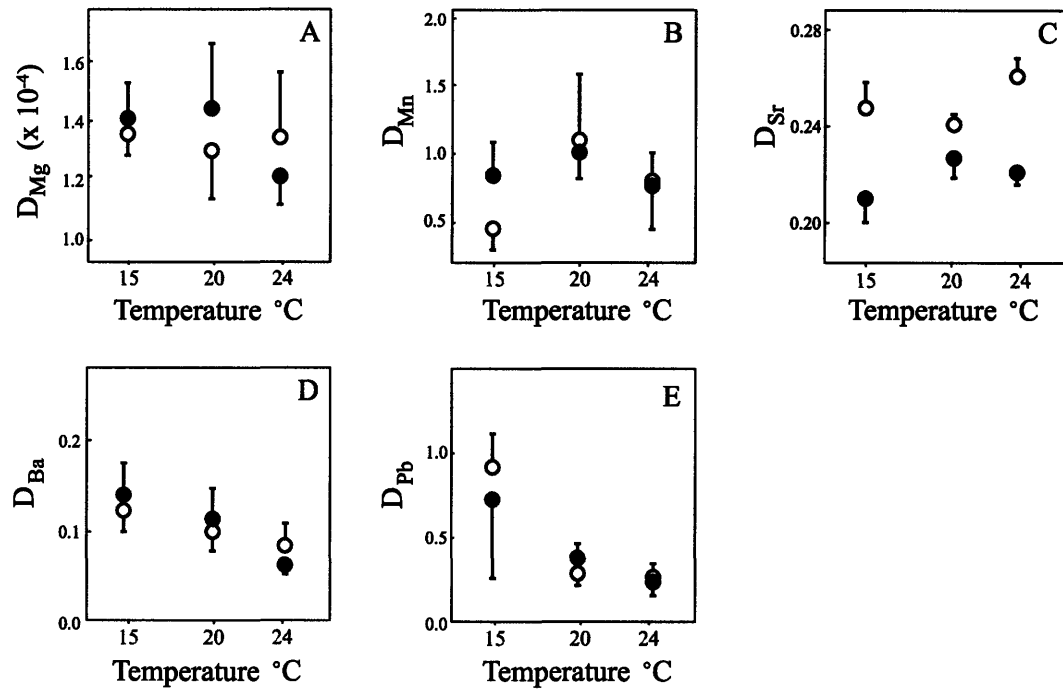 A
D_Mg (x 10^-4)
1.6
1.4
1.2
1.0
15 20 24
Temperature °C
B
D_Mn
2.0
1.5
1.0
0.5
15 20 24
Temperature °C
C
D_Sr
0.28
0.24
0.20
15 20 24
Temperature °C
D
D_Ba
0.2
0.1
0.0
15 20 24
Temperature °C
E
D_Pb
1.0
0.5
0.0
15 20 24
Temperature °C